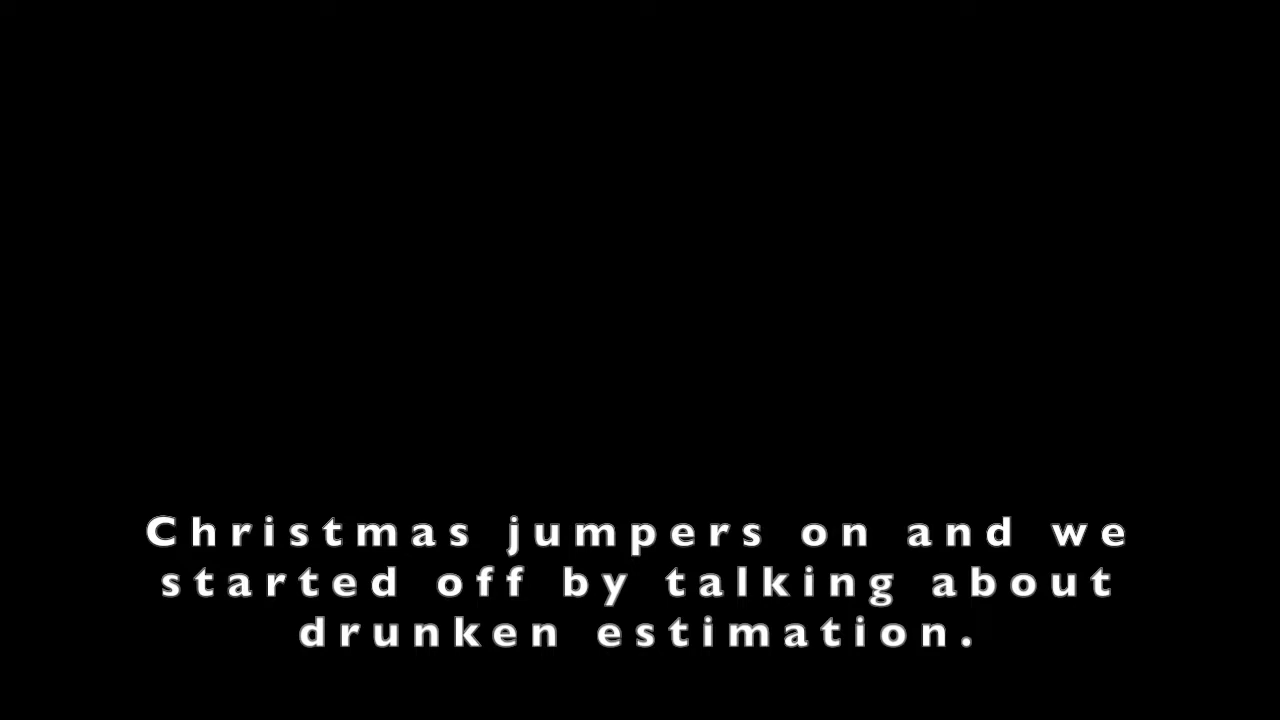 Christmas jumpers on and we
started off by talking about
drunken estimation.